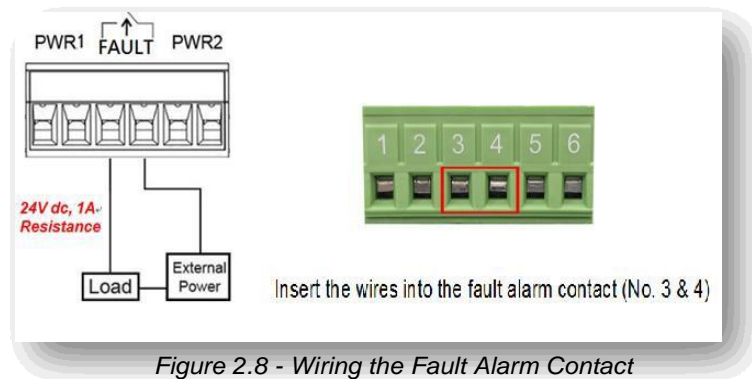 PWR1 FAULT PWR2
1 2 3 4 5 6
24V dc, 1A
Resistance
Load
External
Power
Insert the wires into the fault alarm contact (No. 3 & 4)
Figure 2.8 - Wiring the Fault Alarm Contact